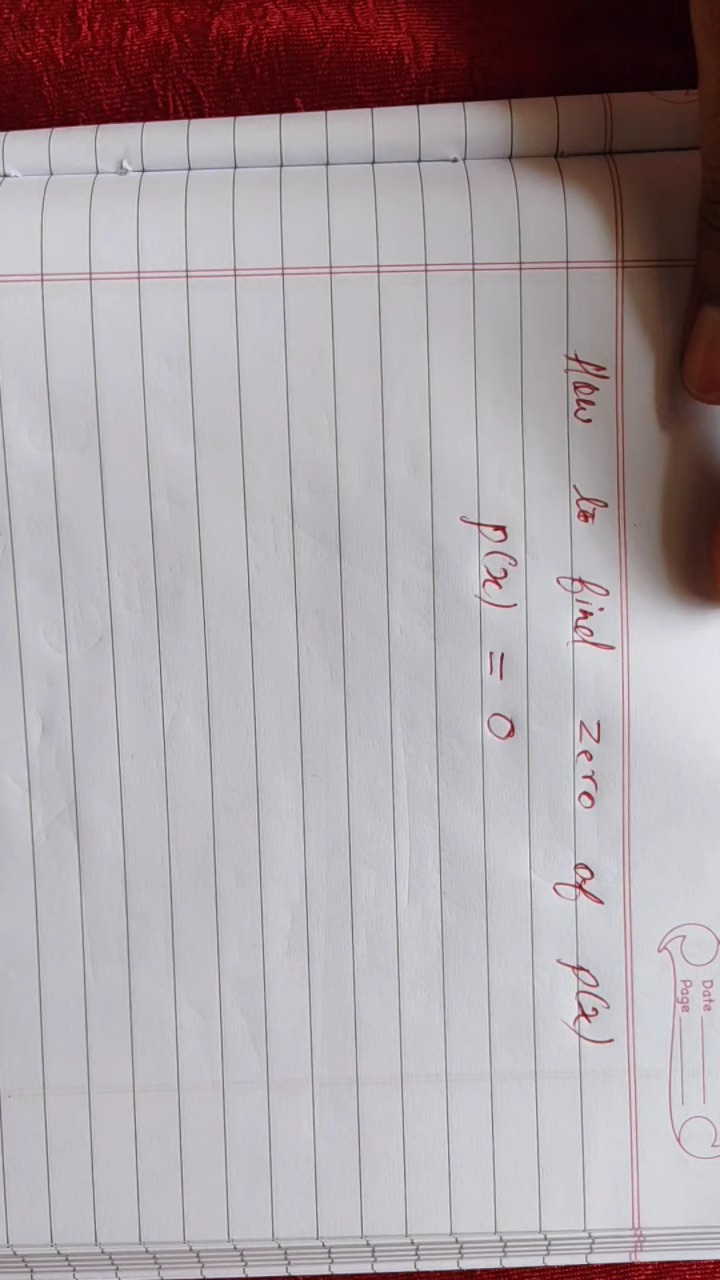 Date
Page
How to find zero of p(x)
p(x) = 0